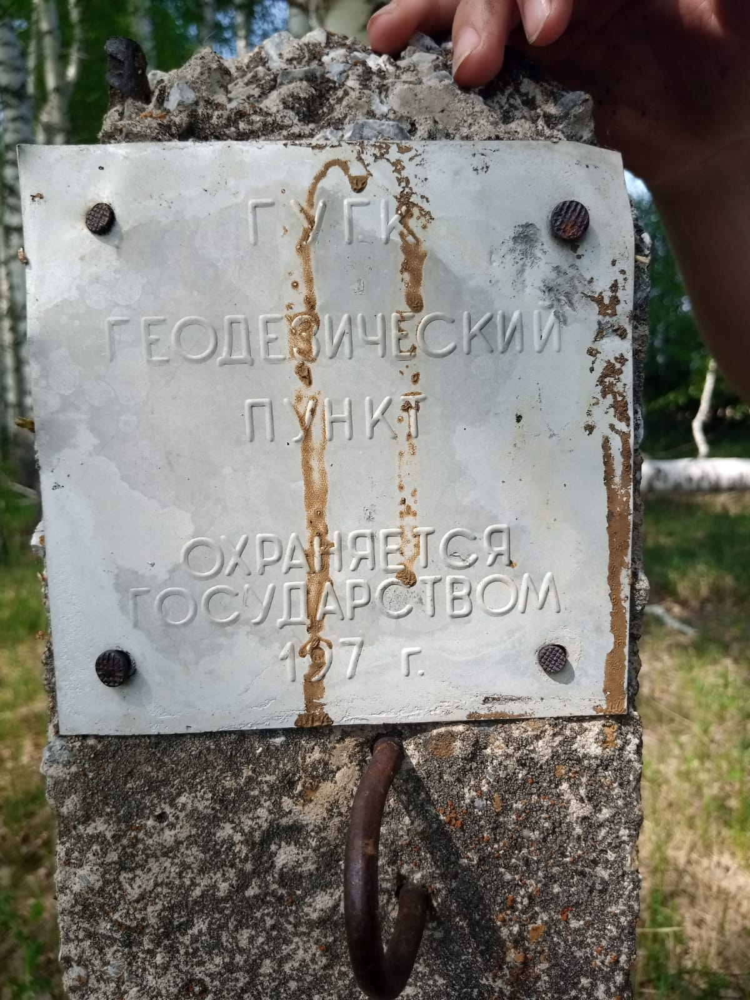 ГУГК
ГЕОДЕЗИЧЕСКИЙ
ПУНКТ
ОХРАНЯЕТСЯ
ГОСУДАРСТВОМ
197 г.